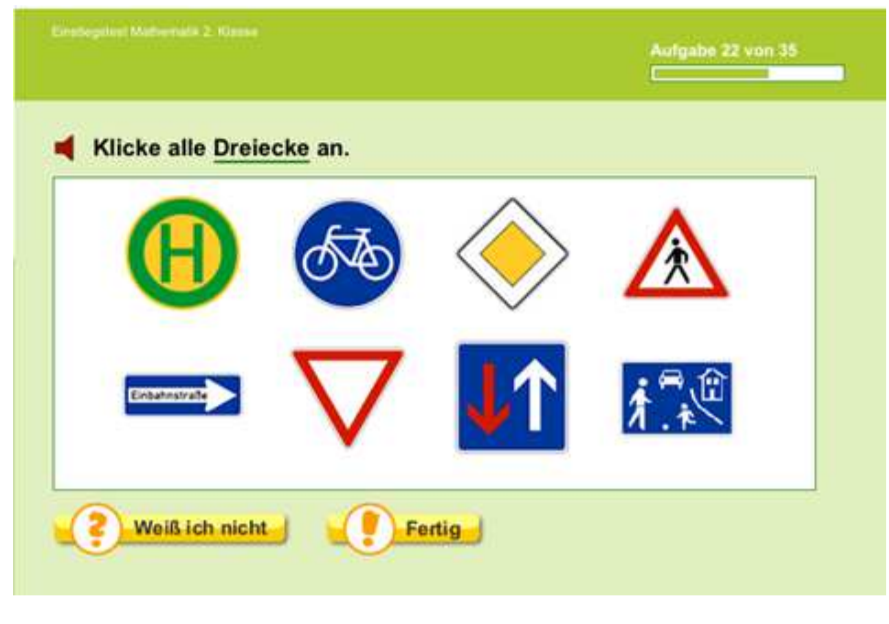 Einstiegstest Mathematik 2. Klasse
Aufgabe 22 von 35
Klicke alle Dreiecke an.
H
Einbahnstraße
Weiß ich nicht
Fertig